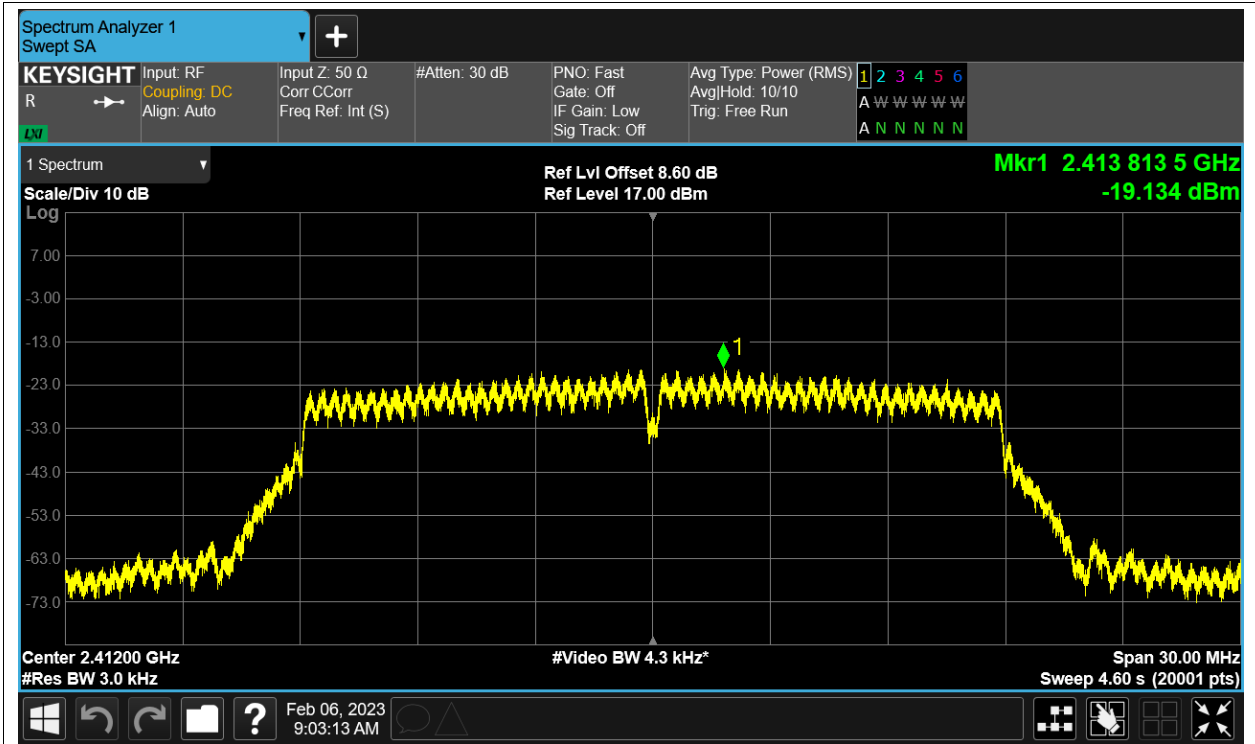 Spectrum Analyzer 1
Swept SA
+
KEYSIGHT
R
LXI
Input: RF
Coupling: DC
Align: Auto
Input Z: 50 Ω
Corr CCorr
Freq Ref: Int (S)
#Atten: 30 dB
PNO: Fast
Gate: Off
IF Gain: Low
Sig Track: Off
Avg Type: Power (RMS)
Avg|Hold: 10/10
Trig: Free Run
1 2 3 4 5 6
A W W W W W
A N N N N N
1 Spectrum
Scale/Div 10 dB
Log
Ref Lvl Offset 8.60 dB
Ref Level 17.00 dBm
Mkr1 2.413 813 5 GHz
-19.134 dBm
7.00
-3.00
-13.0
1
-23.0
-33.0
-43.0
-53.0
-63.0
-73.0
Center 2.41200 GHz
#Video BW 4.3 kHz*
Span 30.00 MHz
#Res BW 3.0 kHz
Sweep 4.60 s (20001 pts)
?
Feb 06, 2023
9:03:13 AM